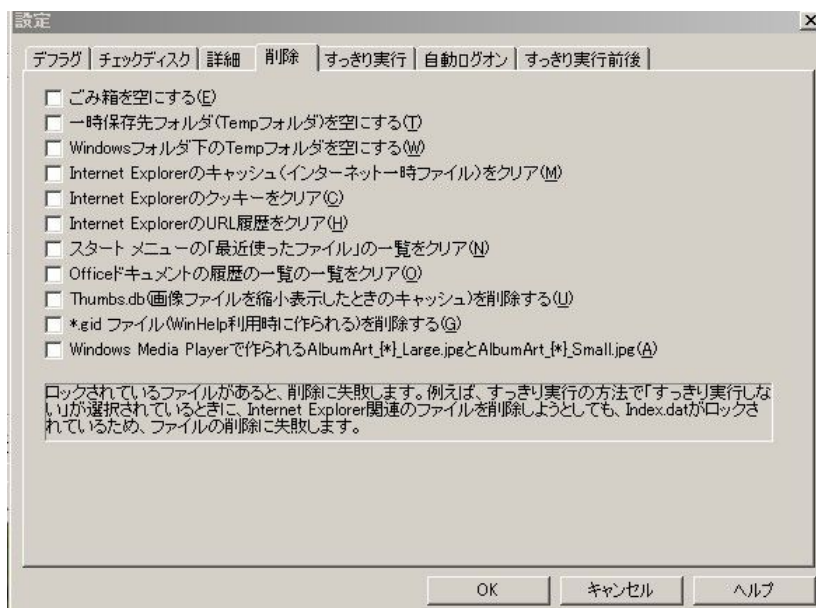 設定
デフラグ チェックディスク 詳細 削除 すっきり実行 自動ログオン すっきり実行前後
ごみ箱を空にする(E)
一時保存先フォルダ(Tempフォルダ)を空にする(T)
Windowsフォルダ下のTempフォルダを空にする(W)
Internet Explorerのキャッシュ(インターネット一時ファイル)をクリア(M)
Internet Explorerのクッキーをクリア(C)
Internet ExplorerのURL履歴をクリア(H)
スタート メニューの「最近使ったファイル」の一覧をクリア(N)
Officeドキュメントの履歴の一覧の一覧をクリア(O)
Thumbs.db(画像ファイルを縮小表示したときのキャッシュ)を削除する(U)
*.gid ファイル(WinHelp利用時に作られる)を削除する(G)
Windows Media Playerで作られるAlbumArt_{*}_Large.jpgとAlbumArt_{*}_Small.jpg(A)
ロックされているファイルがあると、削除に失敗します。例えば、すっきり実行の方法で「すっきり実行しな
い」が選択されているときに、Internet Explorer関連のファイルを削除しようとしても、Index.datがロックさ
れているため、ファイルの削除に失敗します。
OK キャンセル ヘルプ